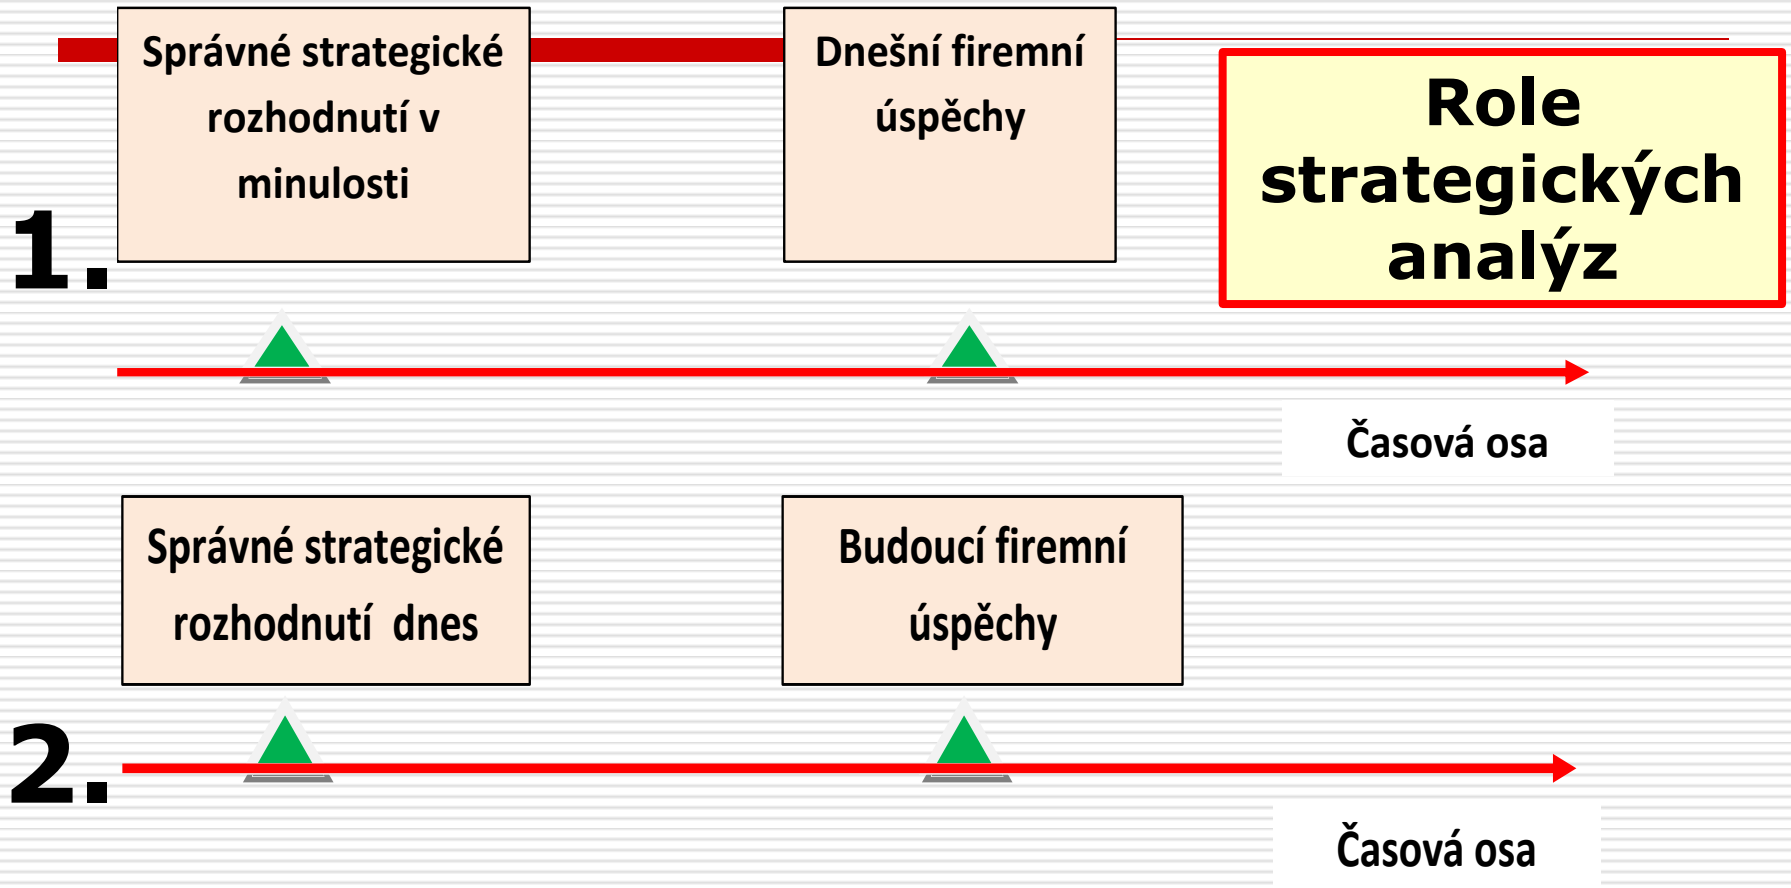 Správné strategické
rozhodnutí v
minulosti
Dnešní firemní
úspěchy
Role
strategických
analýz
1.
Časová osa
Správné strategické
rozhodnutí  dnes
Budoucí firemní
úspěchy
2.
Časová osa